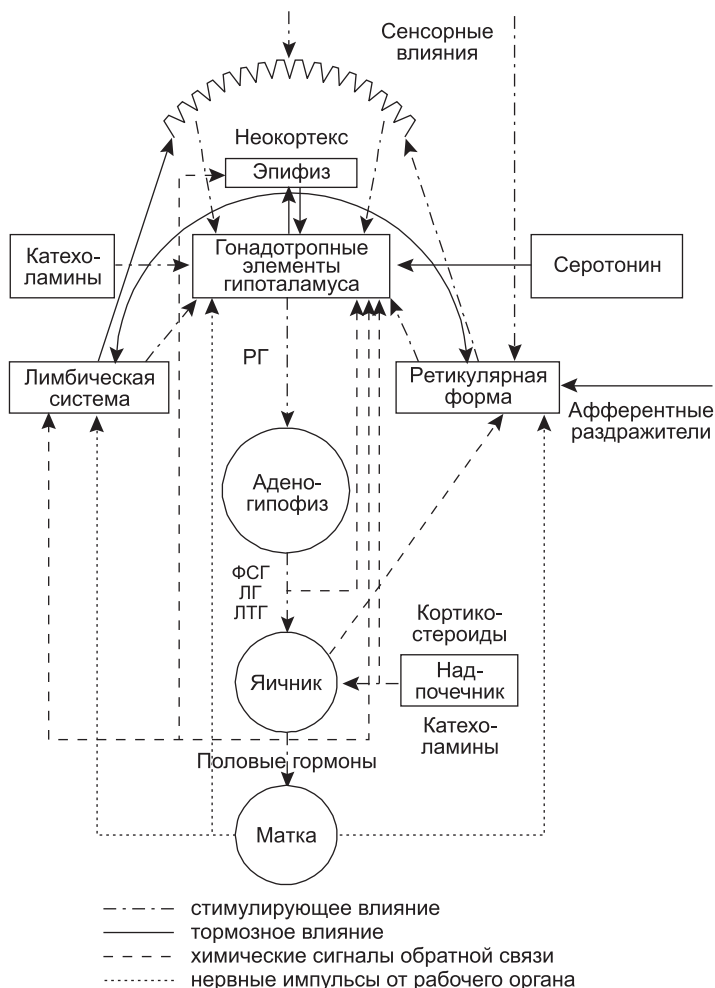 Сенсорные
влияния
Неокортекс
Эпифиз
Катехо-
ламины
Гонадотропные
элементы
гипоталамуса
Серотонин
РГ
Лимбическая
система
Ретикулярная
форма
Афферентные
раздражители
Адено-
гипофиз
ФСГ
ЛГ
ЛТГ
Кортико-
стероиды
Яичник
Над-
почечник
Катехо-
ламины
Половые гормоны
Матка
стимулирующее влияние
тормозное влияние
химические сигналы обратной связи
нервные импульсы от рабочего органа